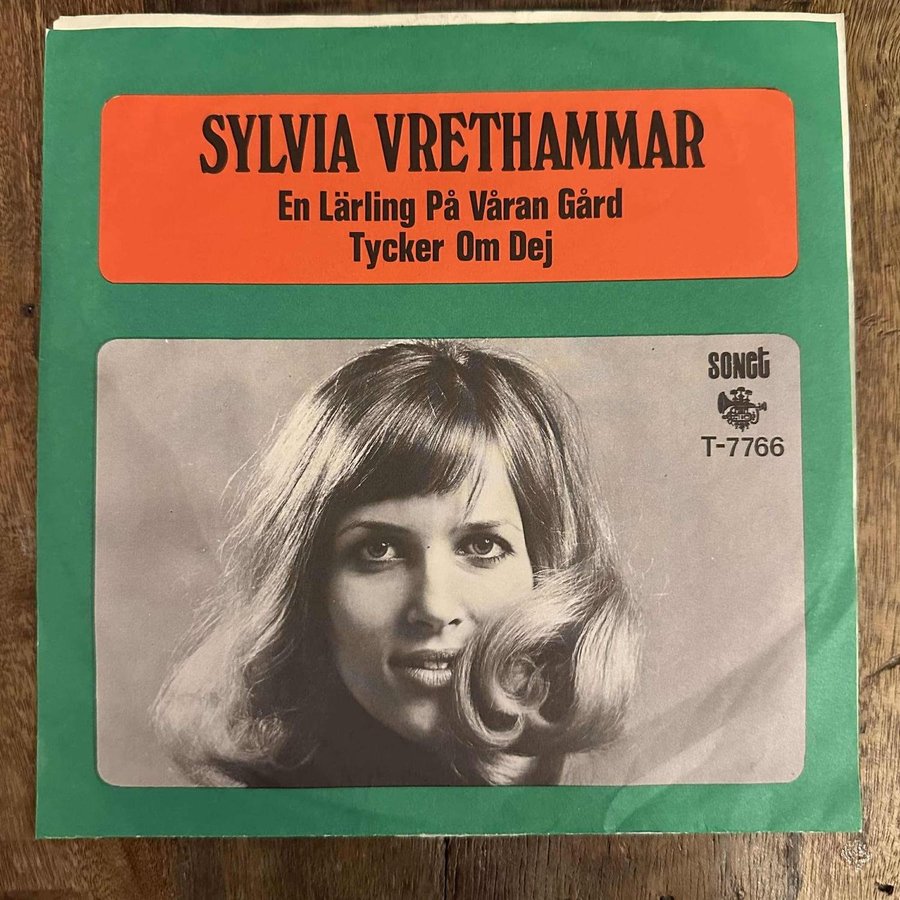 SYLVIA VRETHAMMAR
En Lärling På Våran Gård
Tycker Om Dej
SONET
T-7766